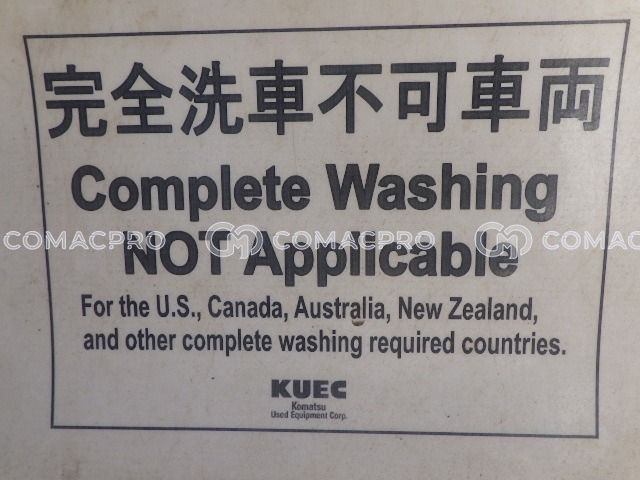 完全洗車不可車両
Complete Washing
NOT Applicable
COMACPRO COMACPRO COMAC
For the U.S., Canada, Australia, New Zealand,
and other complete washing required countries.
KUEC
Komatsu
Used Equipment Corp.